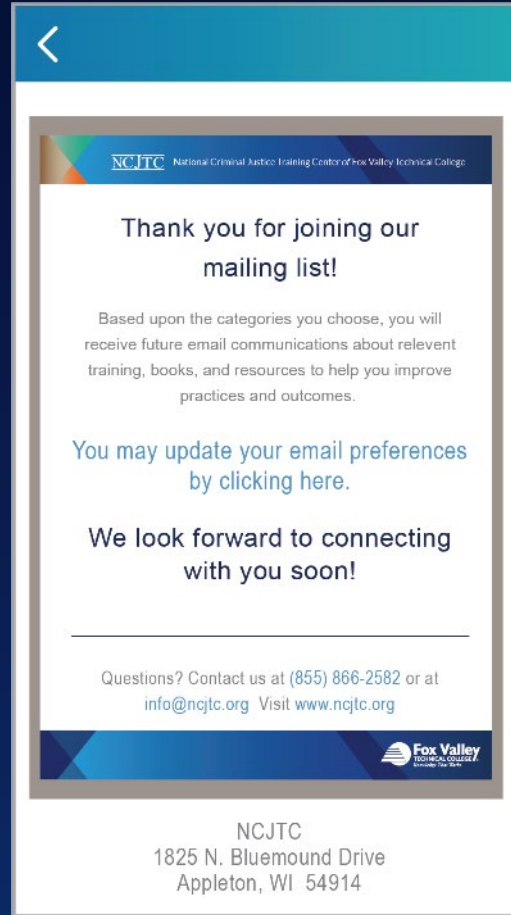 NCJTC National Criminal Justice Training Center of Fox Valley Technical College
Thank you for joining our
mailing list!
Based upon the categories you choose, you will
receive future email communications about relevent
training, books, and resources to help you improve
practices and outcomes.
You may update your email preferences
by clicking here.
We look forward to connecting
with you soon!
Questions? Contact us at (855) 866-2582 or at
info@ncjtc.org Visit www.ncjtc.org
Fox Valley
TECHNICAL COLLEGE
Knowledge That Works
NCJTC
1825 N. Bluemound Drive
Appleton, WI 54914